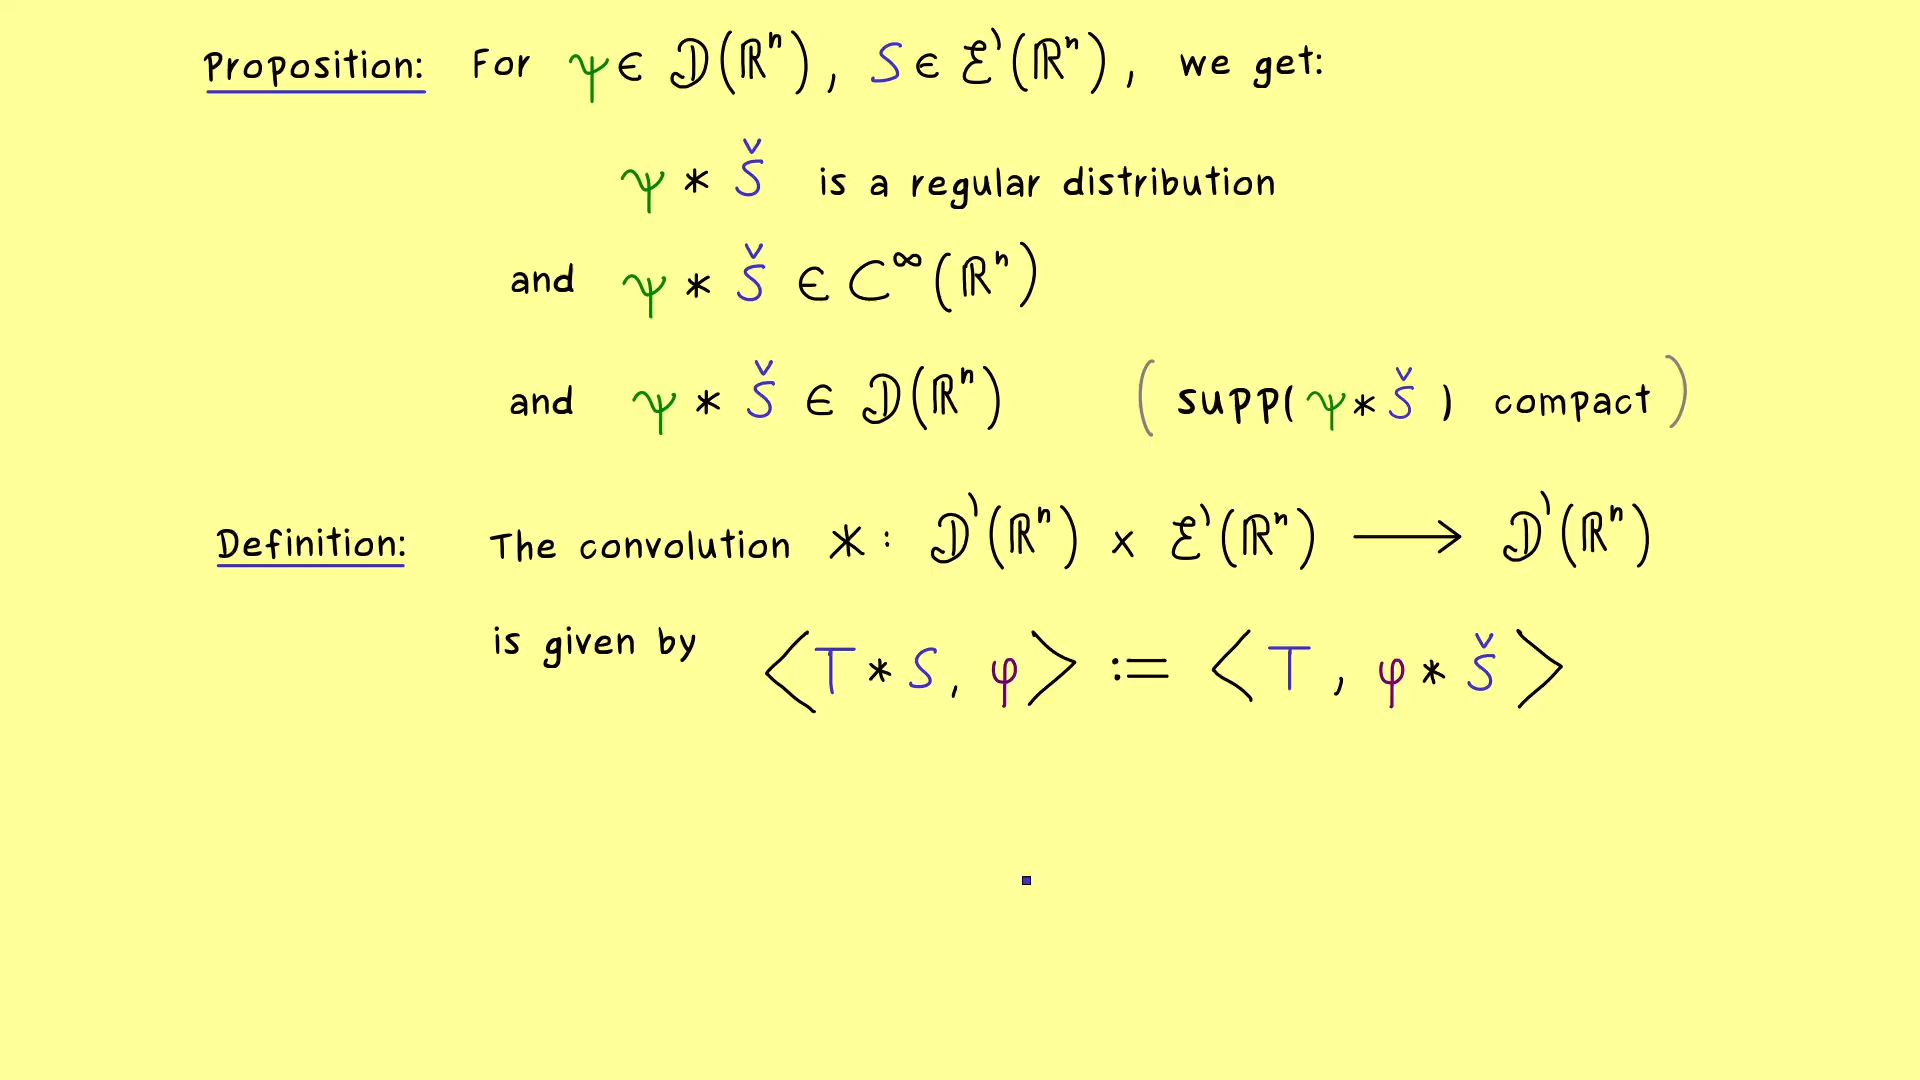 Proposition: For ψ ∈ 𝒟(ℝⁿ), S ∈ ℰ'(ℝⁿ), we get:
ψ * Š is a regular distribution
and ψ * Š ∈ C^∞(ℝⁿ)
and ψ * Š ∈ 𝒟(ℝⁿ) (supp(ψ * Š) compact)
Definition: The convolution *: 𝒟'(ℝⁿ) × ℰ'(ℝⁿ) ⟶ 𝒟'(ℝⁿ)
is given by ⟨T * S, φ⟩ := ⟨T, φ * Š⟩